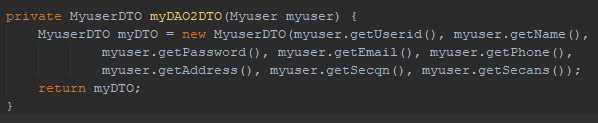 private MyuserDTO myDAO2DTO(Myuser myuser) {
MyuserDTO myDTO = new MyuserDTO(myuser.getUserid(), myuser.getName(),
myuser.getPassword(), myuser.getEmail(), myuser.getPhone(),
myuser.getAddress(), myuser.getSecqn(), myuser.getSecans());
return myDTO;
}